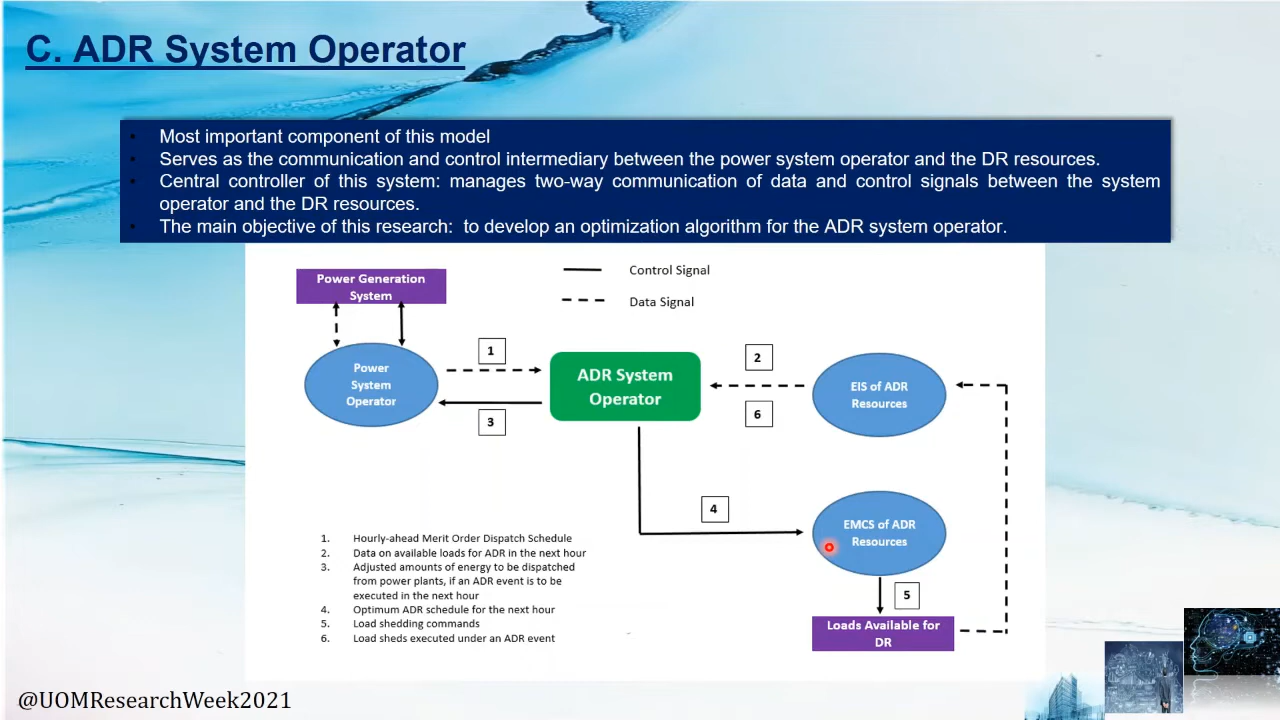 C. ADR System Operator
• Most important component of this model
• Serves as the communication and control intermediary between the power system operator and the DR resources.
• Central controller of this system: manages two-way communication of data and control signals between the system
operator and the DR resources.
• The main objective of this research: to develop an optimization algorithm for the ADR system operator.
Power Generation
System
Control Signal
Data Signal
1
2
Power
System
Operator
ADR System
Operator
EIS of ADR
Resources
3
6
4
EMCS of ADR
Resources
5
Loads Available for
DR
1. Hourly-ahead Merit Order Dispatch Schedule
2. Data on available loads for ADR in the next hour
3. Adjusted amounts of energy to be dispatched
from power plants, if an ADR event is to be
executed in the next hour
4. Optimum ADR schedule for the next hour
5. Load shedding commands
6. Load sheds executed under an ADR event
@UOMResearchWeek2021